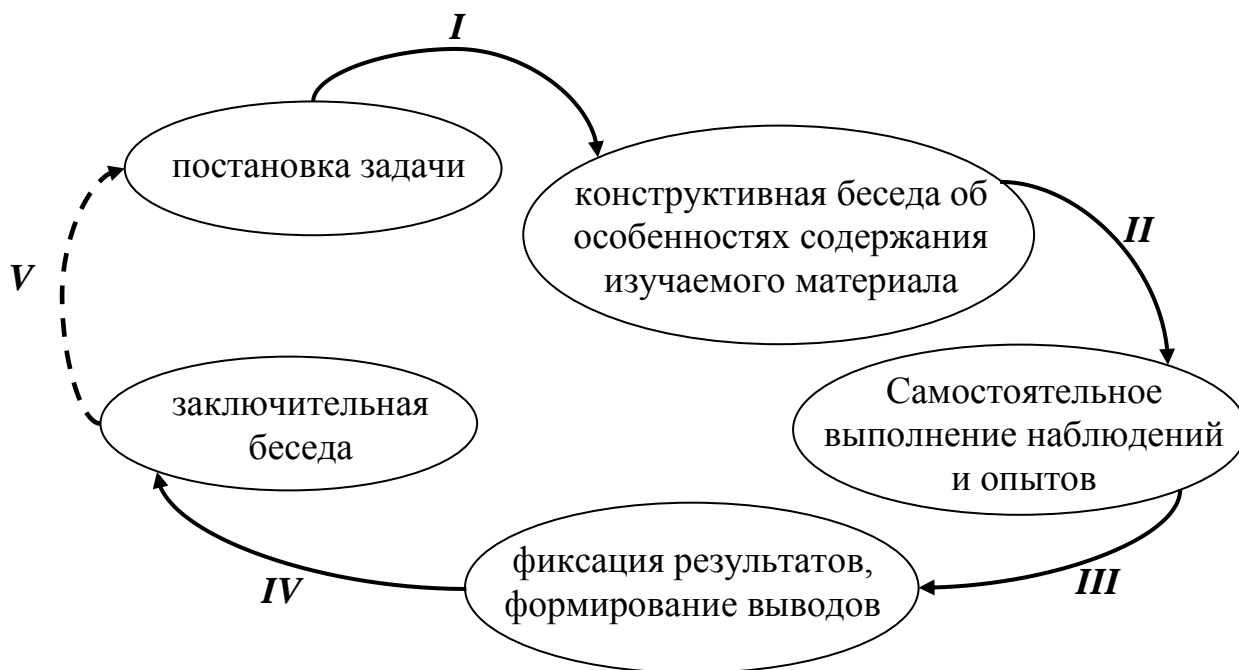 I
постановка задачи
конструктивная беседа об
особенностях содержания
изучаемого материала
II
V
заключительная
беседа
Самостоятельное
выполнение наблюдений
и опытов
фиксация результатов,
формирование выводов
IV
III